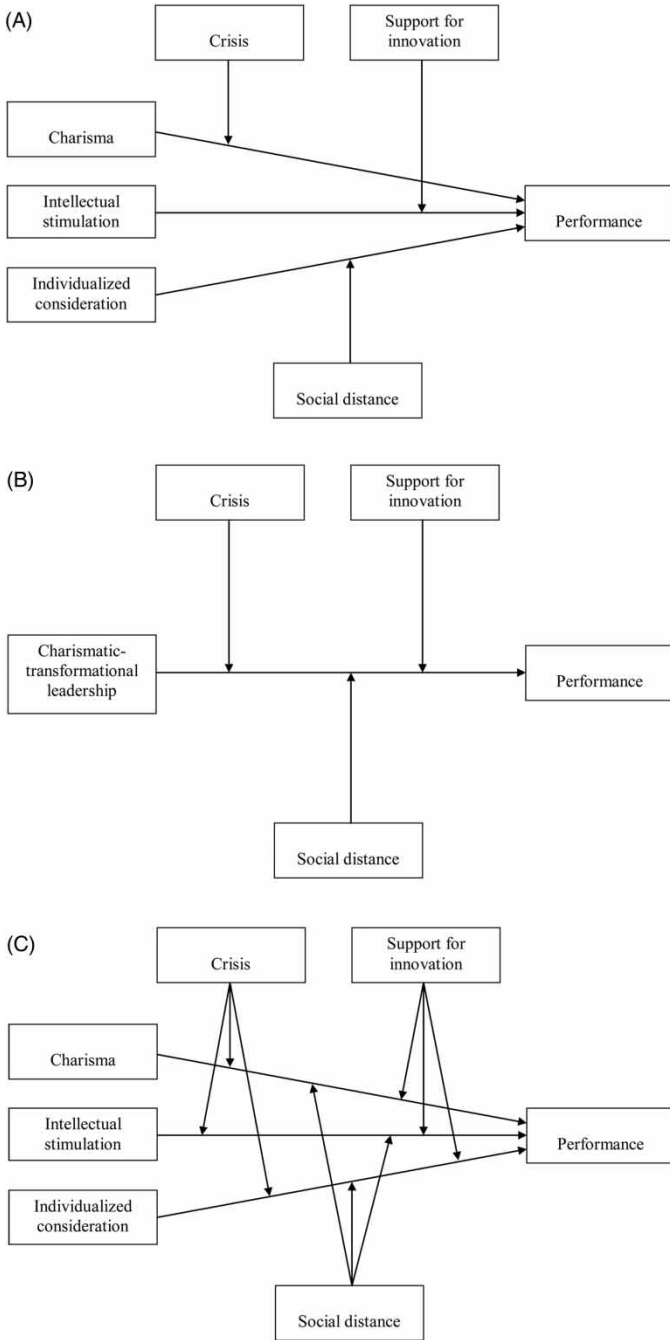 (A)
Crisis
Support for
innovation
Charisma
Intellectual
stimulation
Performance
Individualized
consideration
Social distance
(B)
Crisis
Support for
innovation
Charismatic-
transformational
leadership
Performance
Social distance
(C)
Crisis
Support for
innovation
Charisma
Intellectual
stimulation
Performance
Individualized
consideration
Social distance